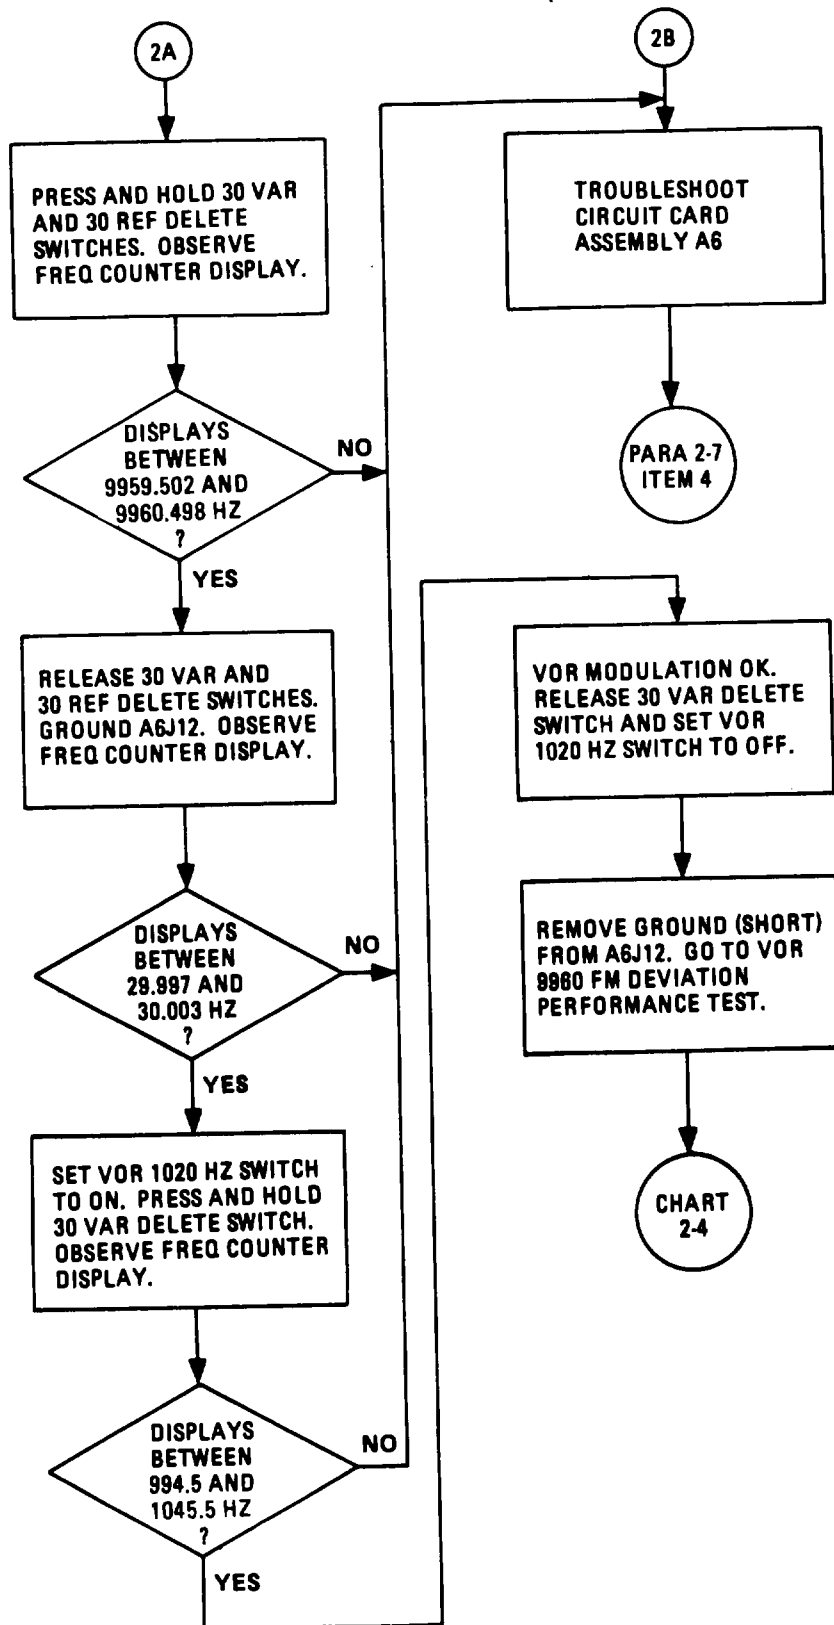 2A
PRESS AND HOLD 30 VAR
AND 30 REF DELETE
SWITCHES. OBSERVE
FREQ COUNTER DISPLAY.
DISPLAYS
BETWEEN
9959.502 AND
9960.498 HZ
?
NO
YES
RELEASE 30 VAR AND
30 REF DELETE SWITCHES.
GROUND A6J12. OBSERVE
FREQ COUNTER DISPLAY.
DISPLAYS
BETWEEN
29.997 AND
30.003 HZ
?
NO
YES
SET VOR 1020 HZ SWITCH
TO ON. PRESS AND HOLD
30 VAR DELETE SWITCH.
OBSERVE FREQ COUNTER
DISPLAY.
DISPLAYS
BETWEEN
994.5 AND
1045.5 HZ
?
NO
YES
2B
TROUBLESHOOT
CIRCUIT CARD
ASSEMBLY A6
PARA 2-7
ITEM 4
VOR MODULATION OK.
RELEASE 30 VAR DELETE
SWITCH AND SET VOR
1020 HZ SWITCH TO OFF.
REMOVE GROUND (SHORT)
FROM A6J12. GO TO VOR
9960 FM DEVIATION
PERFORMANCE TEST.
CHART
2-4